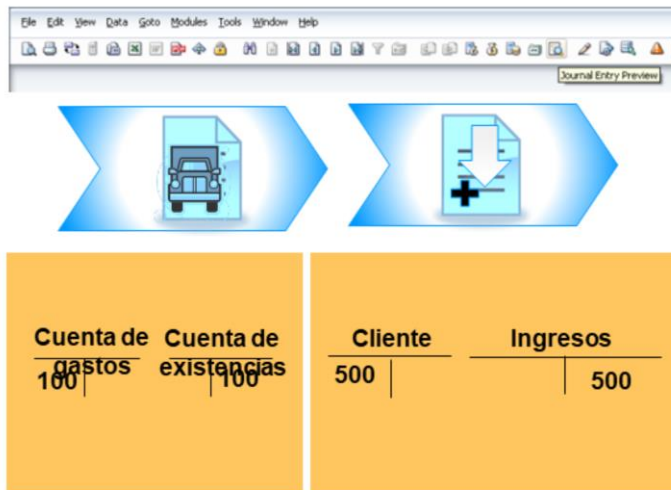 File Edit View Data Goto Modules Tools Window Help
Journal Entry Preview
Cuenta de gastos
Cuenta de existencias
100
100
Cliente
Ingresos
500
500